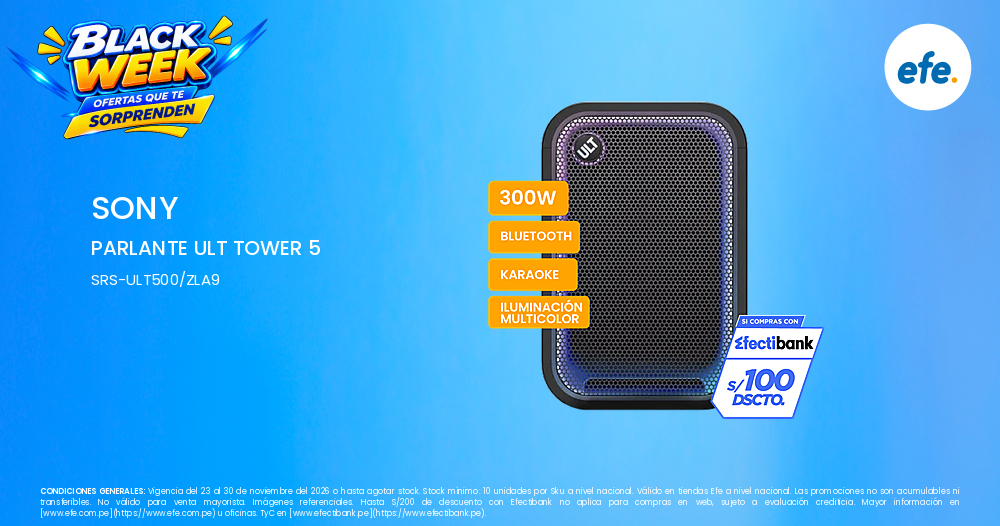 BLACK
WEEK
OFERTAS QUE TE
SORPRENDEN
efe.
SONY
PARLANTE ULT TOWER 5
SRS-ULT500/ZLA9
ULT
300W
BLUETOOTH
KARAOKE
ILUMINACIÓN
MULTICOLOR
SI COMPRAS CON
Efectibank
S/100
DSCTO.
CONDICIONES GENERALES: Vigencia del 23 al 30 de noviembre del 2026 o hasta agotar stock. Stock mínimo: 10 unidades por Sku a nivel nacional. Válido en tiendas Efe a nivel nacional. Las promociones no son acumulables ni
transferibles. No válido para venta mayorista. Imágenes referenciales. Hasta S/200 de descuento con Efectibank no aplica para compras en web, sujeto a evaluación crediticia. Mayor información en
[www.efe.com.pe](https://www.efe.com.pe) u oficinas. TyC en [www.efectibank.pe](https://www.efectibank.pe).